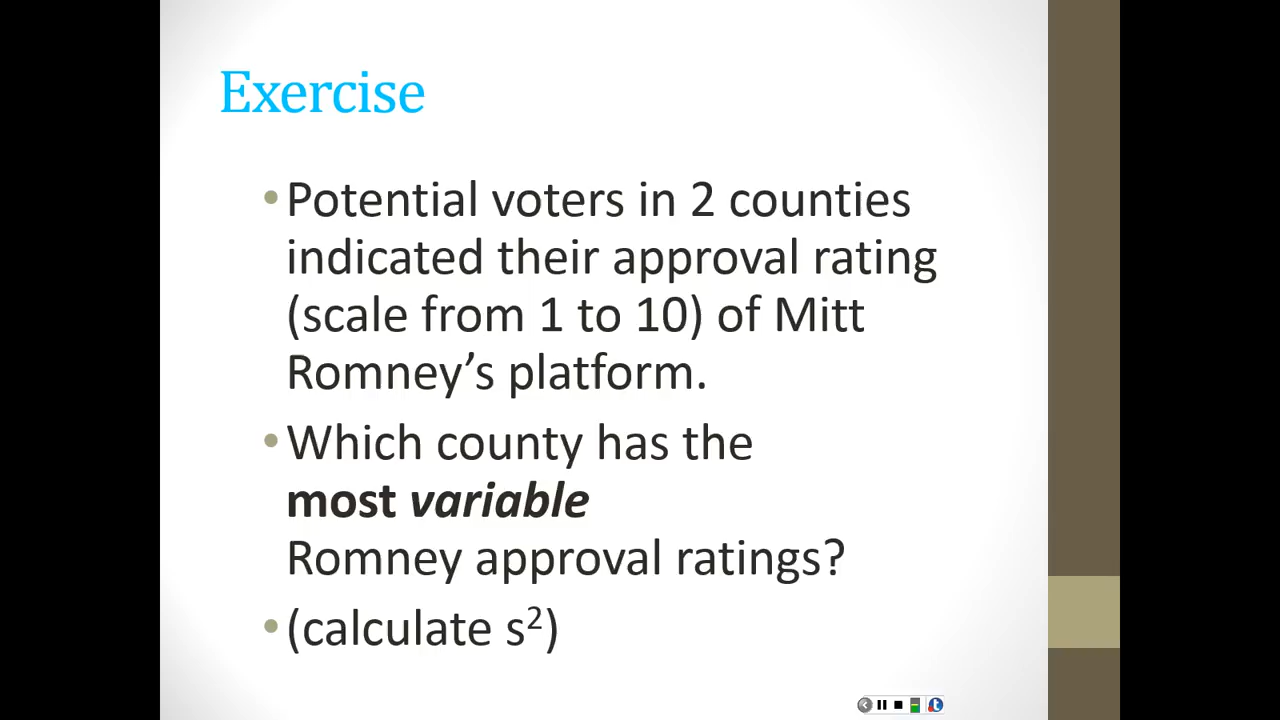 Exercise
•Potential voters in 2 counties
indicated their approval rating
(scale from 1 to 10) of Mitt
Romney’s platform.
•Which county has the
most variable
Romney approval ratings?
•(calculate s²)